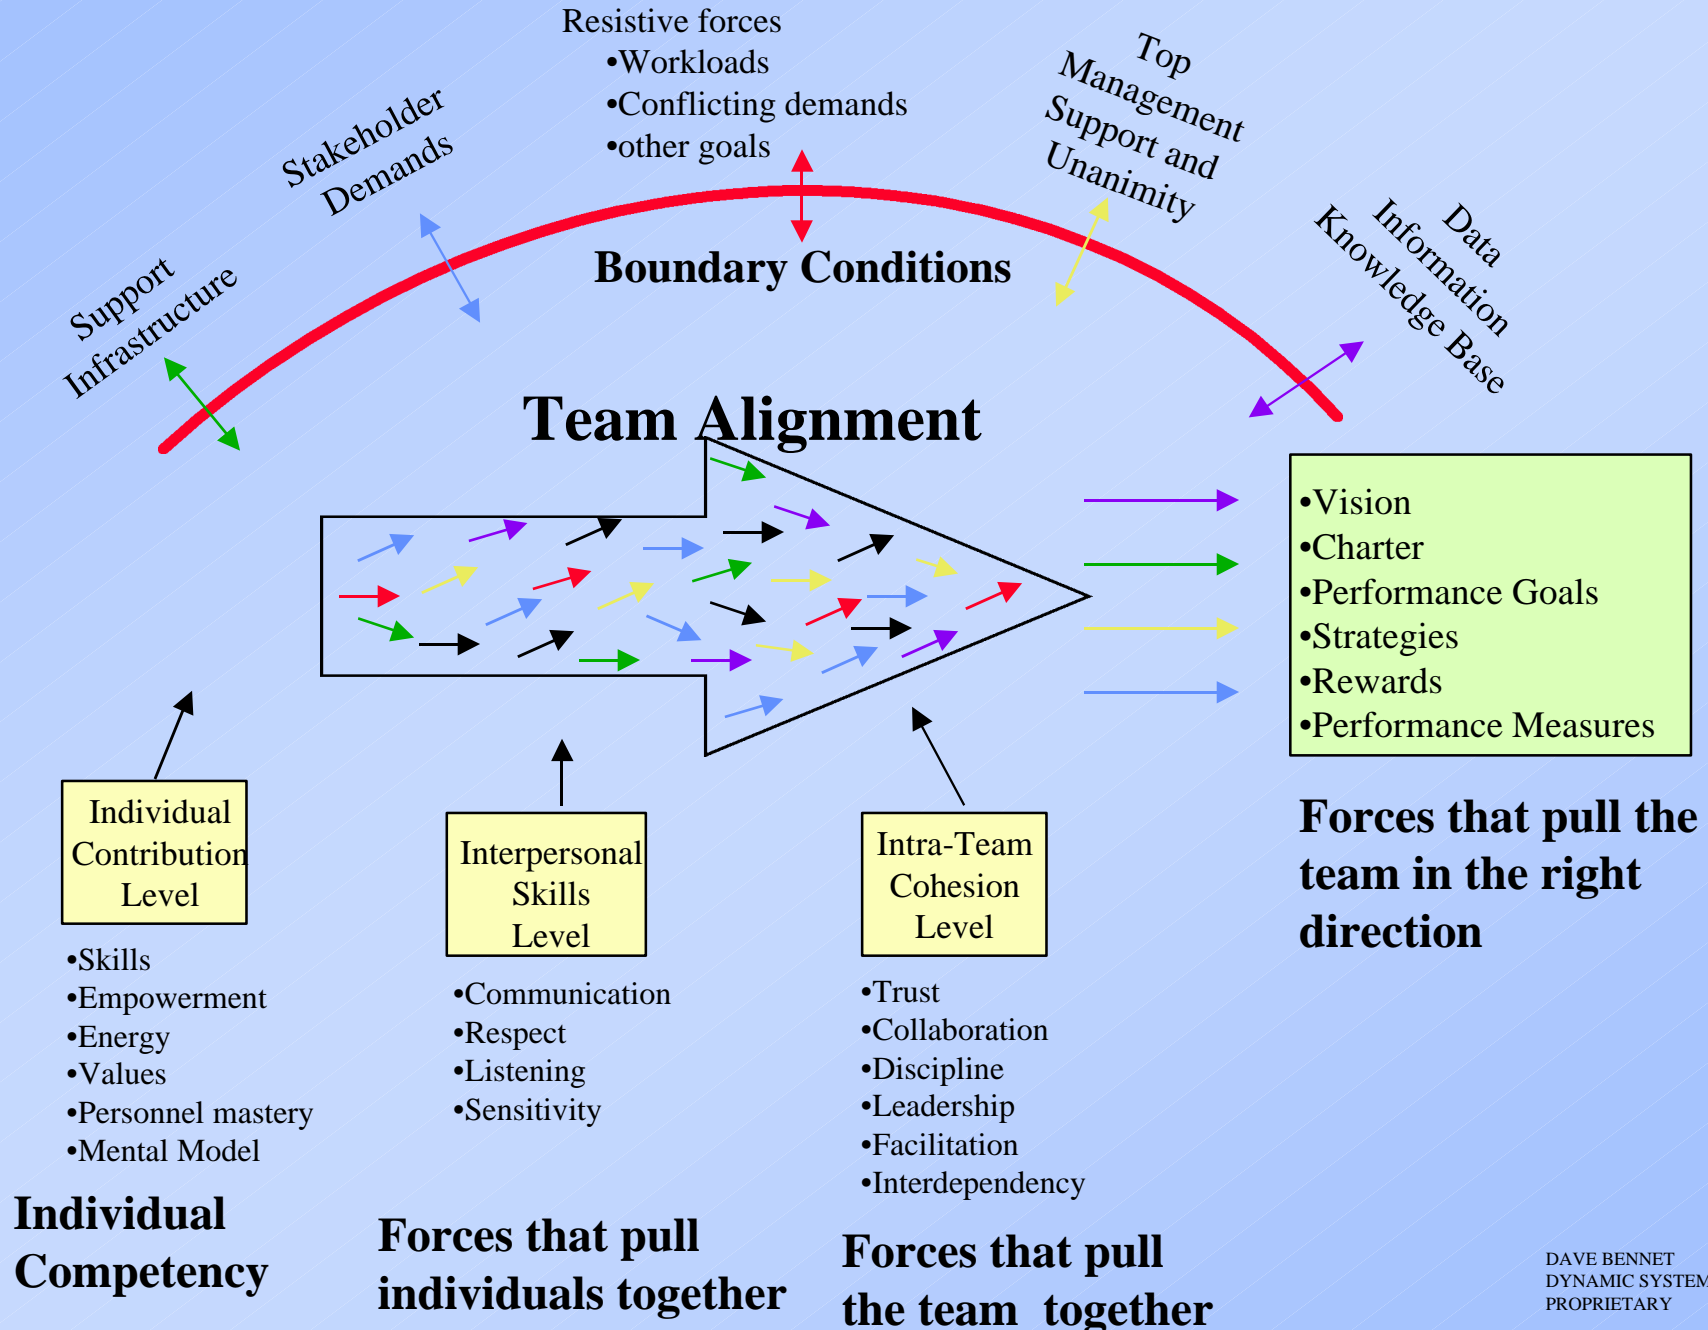 Resistive forces
•Workloads
•Conflicting demands
•other goals
Stakeholder
Demands
Top
Management
Support and
Unanimity
Support
Infrastructure
Data
Information
Knowledge Base
Boundary Conditions
Team Alignment
•Vision
•Charter
•Performance Goals
•Strategies
•Rewards
•Performance Measures
Forces that pull the
team in the right
direction
Individual
Contribution
Level
•Skills
•Empowerment
•Energy
•Values
•Personnel mastery
•Mental Model
Individual
Competency
Interpersonal
Skills
Level
•Communication
•Respect
•Listening
•Sensitivity
Forces that pull
individuals together
Intra-Team
Cohesion
Level
•Trust
•Collaboration
•Discipline
•Leadership
•Facilitation
•Interdependency
Forces that pull
the team together
DAVE BENNET
DYNAMIC SYSTEM
PROPRIETARY